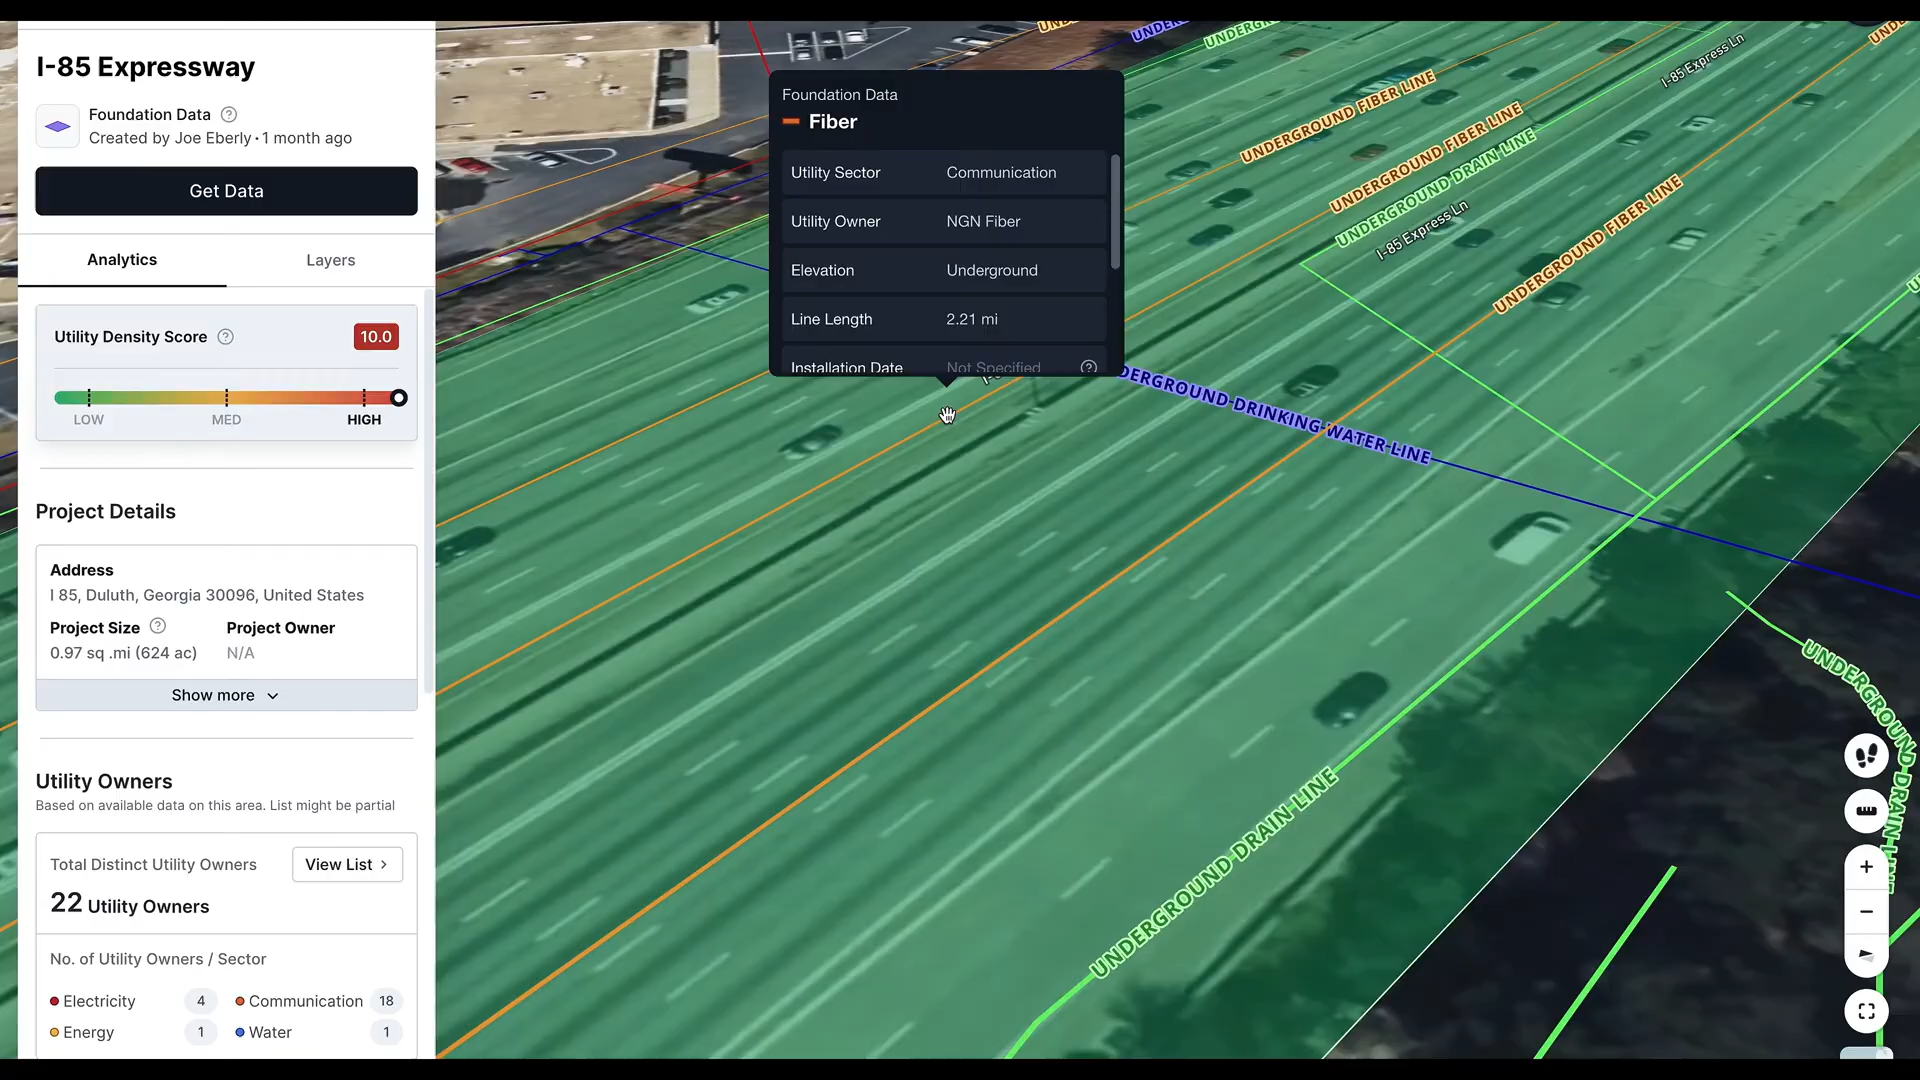 I-85 Expressway
Foundation Data
Created by Joe Eberly · 1 month ago
Get Data
Analytics
Layers
Utility Density Score
10.0
LOW
MED
HIGH
Project Details
Address
I 85, Duluth, Georgia 30096, United States
Project Size
Project Owner
0.97 sq .mi (624 ac)
N/A
Show more
Utility Owners
Based on available data on this area. List might be partial
Total Distinct Utility Owners
View List
22 Utility Owners
No. of Utility Owners / Sector
Electricity 4
Communication 18
Energy 1
Water 1
Foundation Data
Fiber
Utility Sector Communication
Utility Owner NGN Fiber
Elevation Underground
Line Length 2.21 mi
Installation Date Not Specified
UNDERGROUND FIBER LINE
UNDERGROUND FIBER LINE
UNDERGROUND DRAIN LINE
UNDERGROUND FIBER LINE
I-85 Express Ln
I-85 Express Ln
DERGROUND DRINKING WATER LINE
UNDERGROUND DRAIN LINE
UNDERGROUND DRAIN LINE